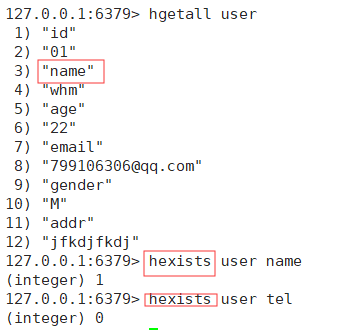 127.0.0.1:6379> hgetall user
 1) "id"
 2) "01"
 3) "name"
 4) "whm"
 5) "age"
 6) "22"
 7) "email"
 8) "799106306@qq.com"
 9) "gender"
10) "M"
11) "addr"
12) "jfkdjfkdj"
127.0.0.1:6379> hexists user name
(integer) 1
127.0.0.1:6379> hexists user tel
(integer) 0